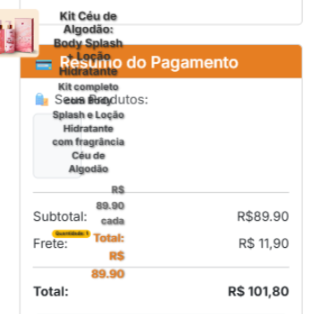 Kit Céu de
Algodão:
Body Splash
+ Loção
Hidratante
Resumo do Pagamento
Seus Produtos:
Kit completo
com Body
Splash e Loção
Hidratante
com fragrância
Céu de
Algodão
R$
89.90
cada
Quantidade: 1
Total:
R$
89.90
Subtotal: R$89.90
Frete: R$ 11,90
Total: R$ 101,80